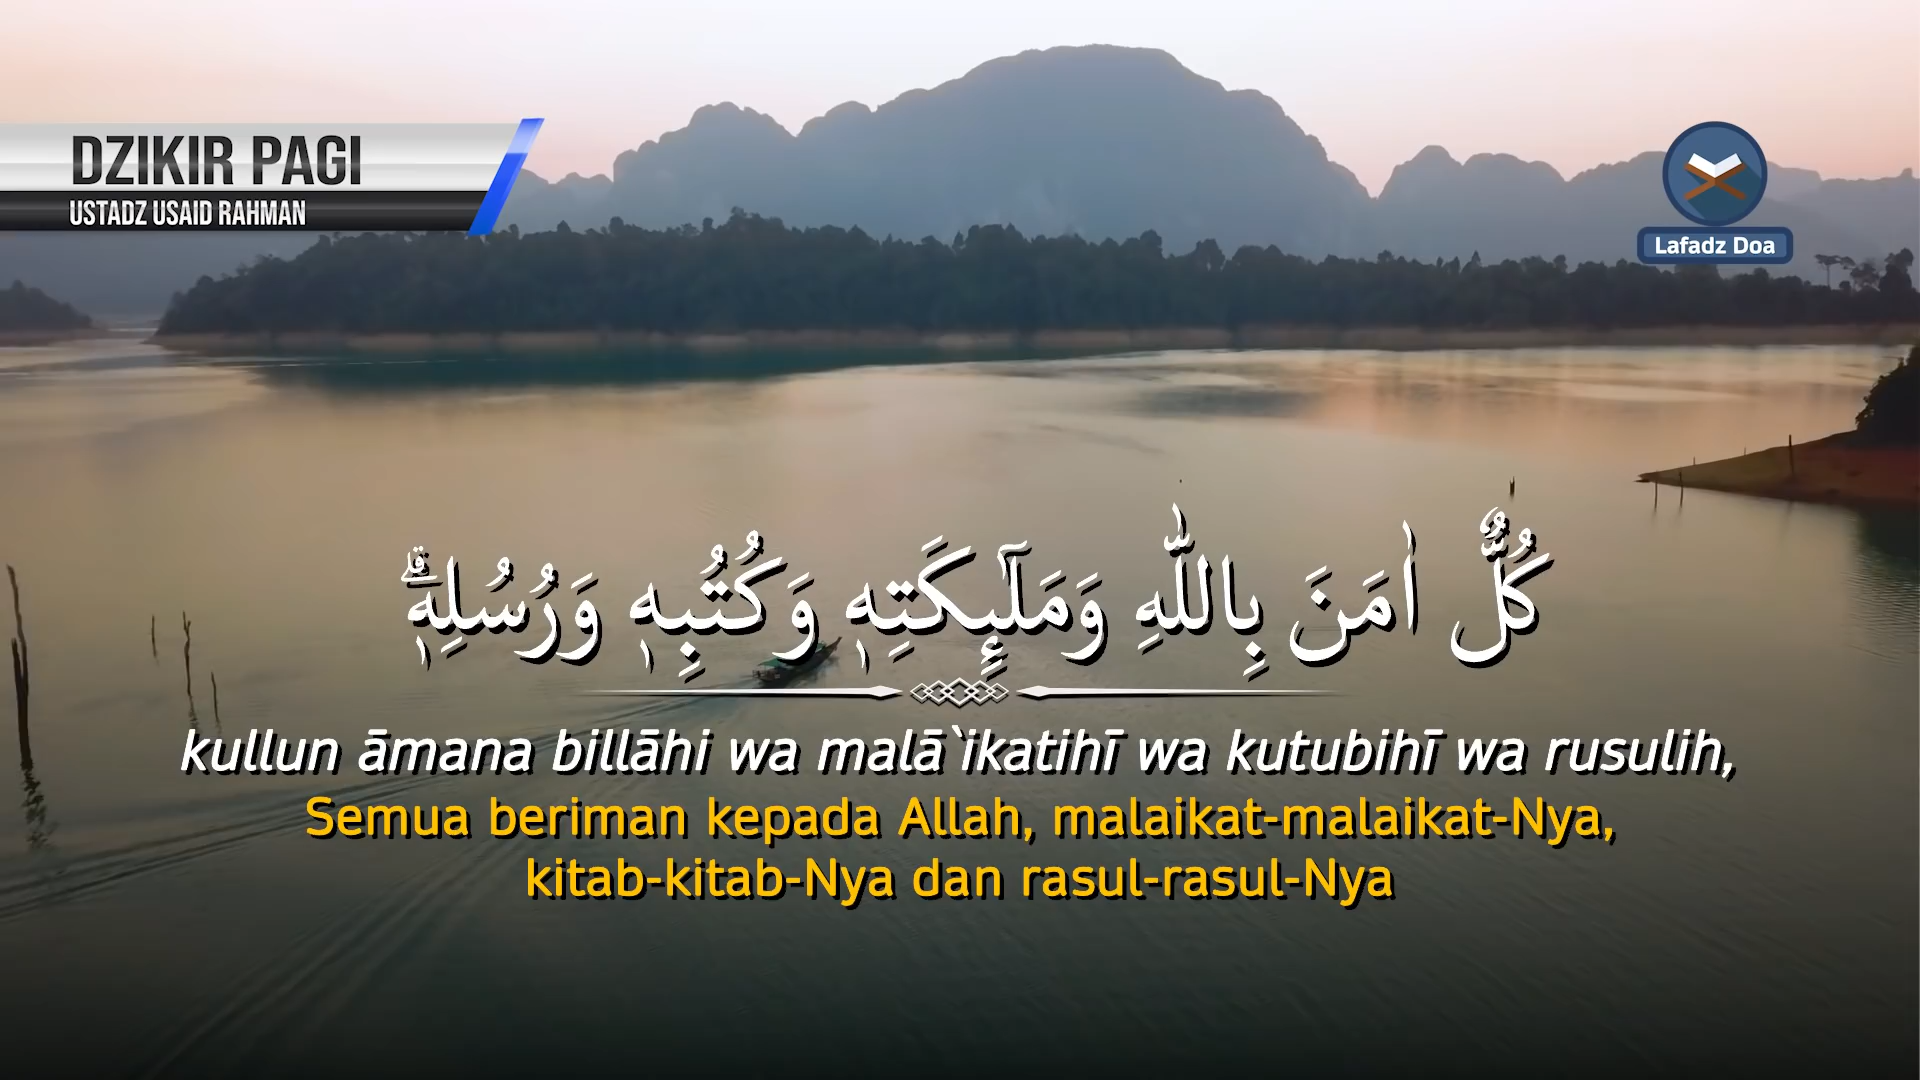 DZIKIR PAGI
USTADZ USAID RAHMAN
Lafadz Doa
كُلٌّ اٰمَنَ بِاللّٰهِ وَمَلٰۤىِٕكَتِهٖ وَكُتُبِهٖ وَرُسُلِهٖۗ
kullun āmana billāhi wa malā`ikatihī wa kutubihī wa rusulih,
Semua beriman kepada Allah, malaikat-malaikat-Nya,
kitab-kitab-Nya dan rasul-rasul-Nya